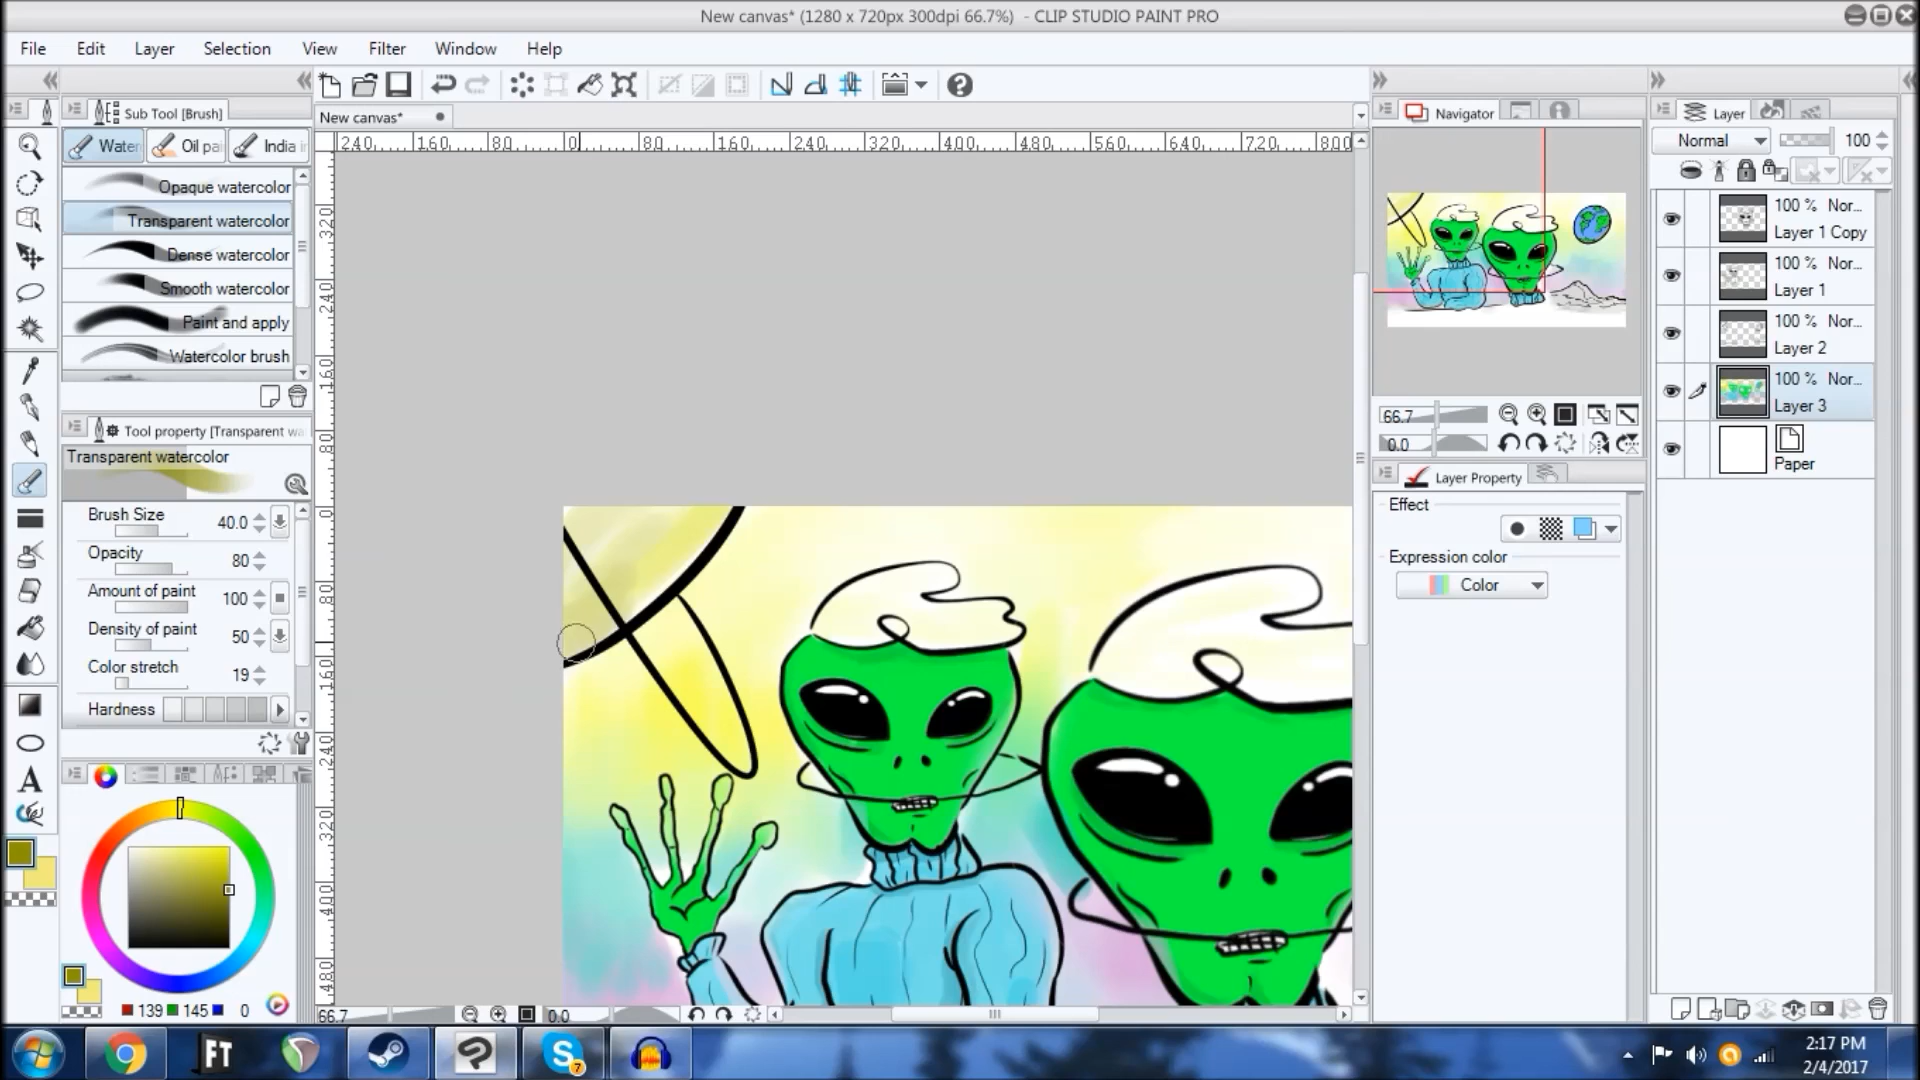 New canvas* (1280 x 720px 300dpi 66.7%) - CLIP STUDIO PAINT PRO
File Edit Layer Selection View Filter Window Help
Sub Tool [Brush]
Water Oil pai India i
Opaque watercolor
Transparent watercolor
Dense watercolor
Smooth watercolor
Paint and apply
Watercolor brush
Tool property [Transparent wa
Transparent watercolor
Brush Size 40.0
Opacity 80
Amount of paint 100
Density of paint 50
Color stretch 19
Hardness
139 145 0
New canvas*
240 160 80 0 80 160 240 320 400 480 560 640 720 800
320
240
160
80
0
80
160
240
320
400
480
66.7 0.0
Navigator
66.7
0.0
Layer Property
Effect
Expression color
Color
Layer
Normal 100
100 % Nor...
Layer 1 Copy
100 % Nor...
Layer 1
100 % Nor...
Layer 2
100 % Nor...
Layer 3
Paper
A
FT
S
7
2:17 PM
2/4/2017